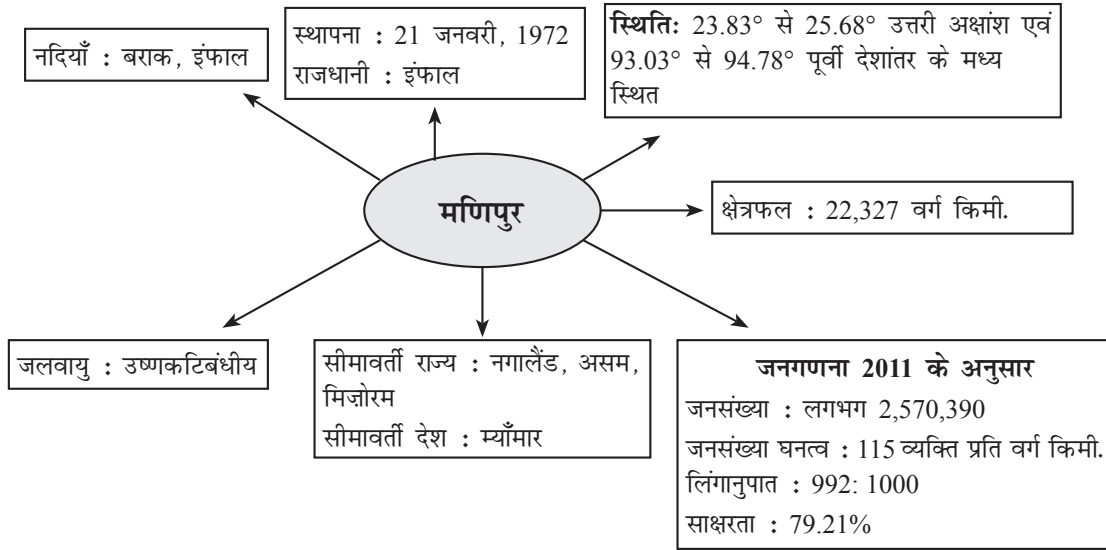 नदियाँ : बराक, इंफाल
स्थापना : 21 जनवरी, 1972
राजधानी : इंफाल
स्थितिः 23.83° से 25.68° उत्तरी अक्षांश एवं
93.03° से 94.78° पूर्वी देशांतर के मध्य
स्थित
मणिपुर
क्षेत्रफल : 22,327 वर्ग किमी.
जलवायु : उष्णकटिबंधीय
सीमावर्ती राज्य : नगालैंड, असम,
मिज़ोरम
सीमावर्ती देश : म्याँमार
जनगणना 2011 के अनुसार
जनसंख्या : लगभग 2,570,390
जनसंख्या घनत्व : 115 व्यक्ति प्रति वर्ग किमी.
लिंगानुपात : 992: 1000
साक्षरता : 79.21%